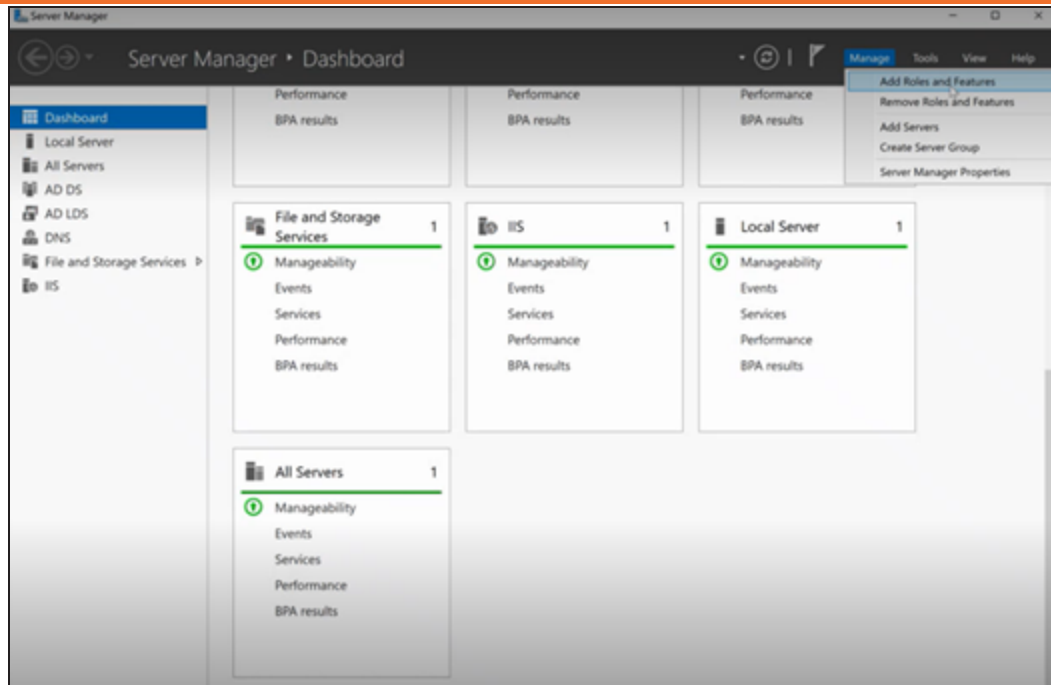 Server Manager
Server Manager • Dashboard
Manage Tools View Help
Add Roles and Features
Remove Roles and Features
Add Servers
Create Server Group
Server Manager Properties
Dashboard
Local Server
All Servers
AD DS
AD LDS
DNS
File and Storage Services
IIS
Performance
BPA results
Performance
BPA results
Performance
BPA results
File and Storage Services 1
Manageability
Events
Services
Performance
BPA results
IIS 1
Manageability
Events
Services
Performance
BPA results
Local Server 1
Manageability
Events
Services
Performance
BPA results
All Servers 1
Manageability
Events
Services
Performance
BPA results